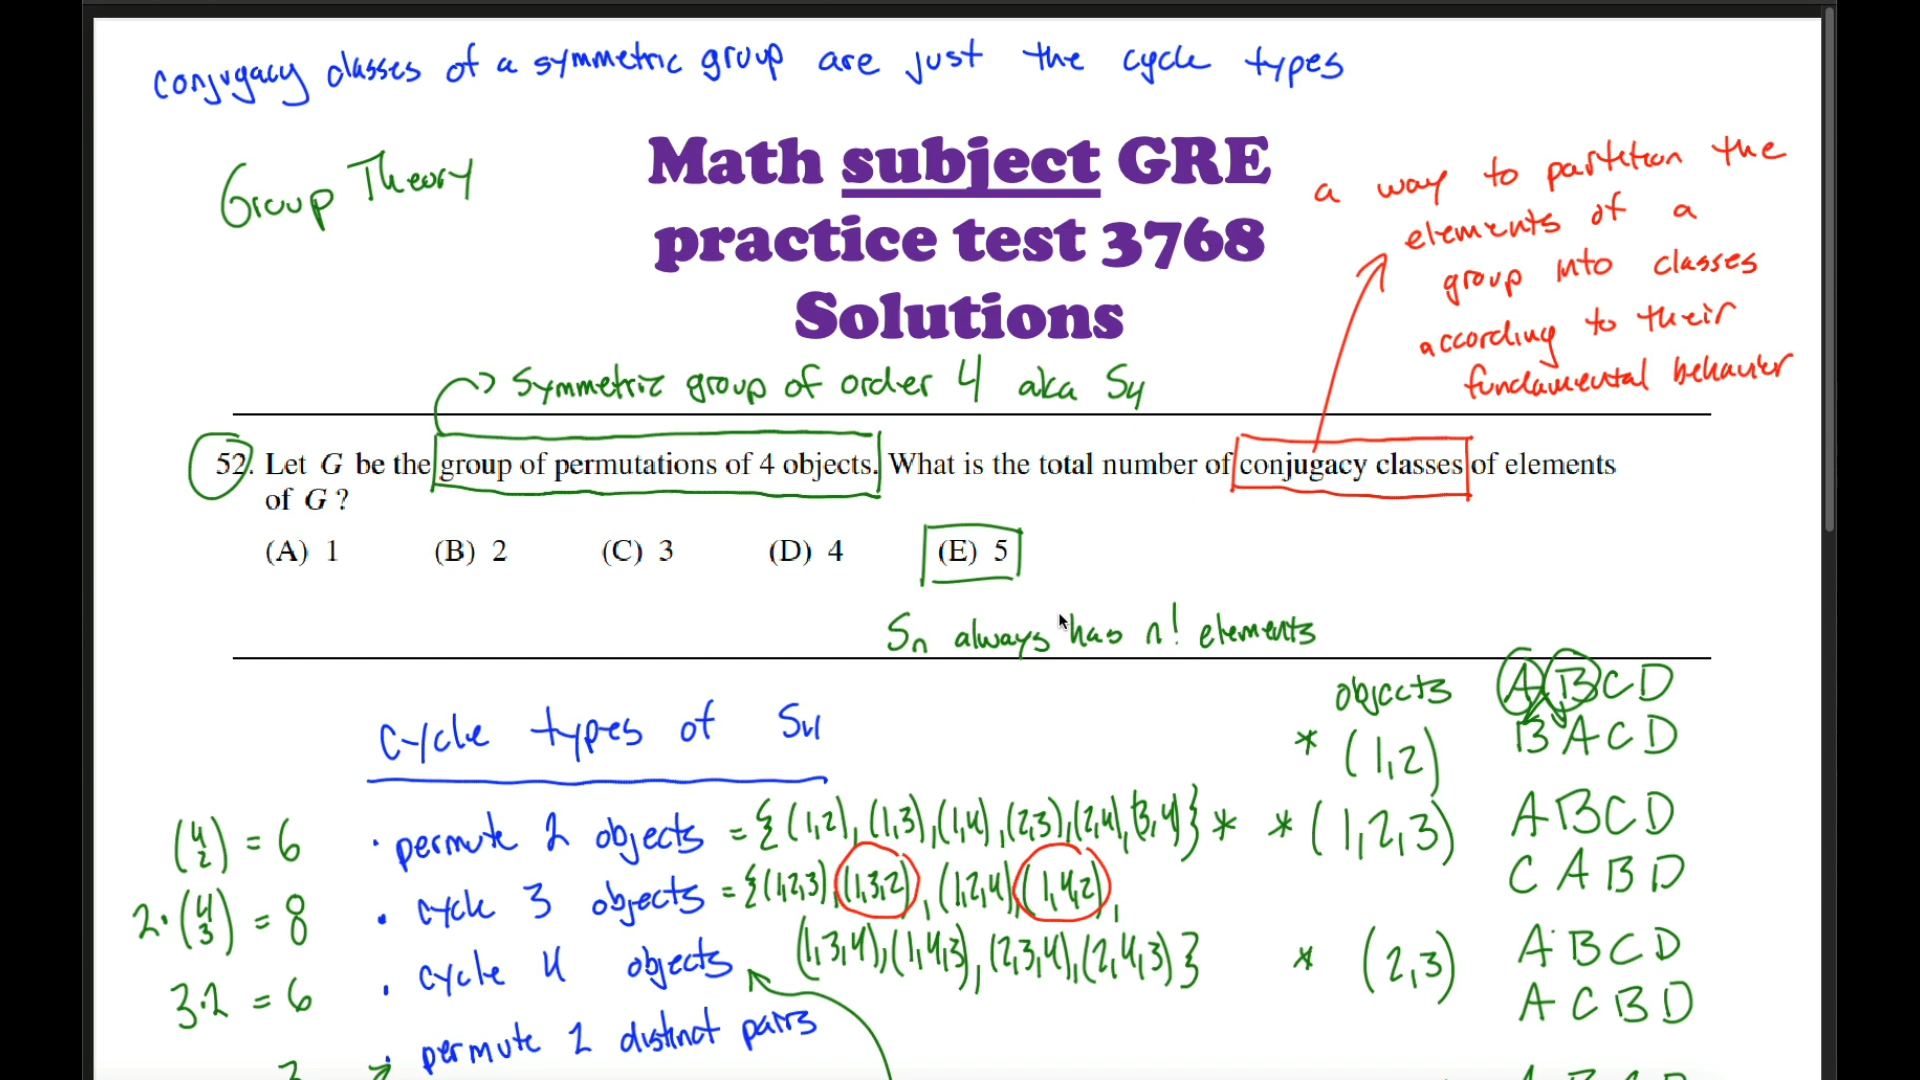 conjugacy classes of a symmetric group are just the cycle types
Group Theory
Math subject GRE
practice test 3768
Solutions
a way to partition the
elements of a
group into classes
according to their
fundamental behavior
Symmetric group of order 4 aka S4
52. Let G be the group of permutations of 4 objects. What is the total number of conjugacy classes of elements
of G ?
(A) 1 (B) 2 (C) 3 (D) 4 (E) 5
Sn always has n! elements
cycle types of S4
objects A B C D
* (1,2) B A C D
(4 2) = 6 · permute 2 objects = {(1,2), (1,3), (1,4), (2,3), (2,4), (3,4)} * * (1,2,3) A B C D
C A B D
2·(4 3) = 8 · cycle 3 objects = {(1,2,3), (1,3,2), (1,2,4), (1,4,2),
(1,3,4), (1,4,3), (2,3,4), (2,4,3)} * (2,3) A B C D
3·2 = 6 · cycle 4 objects
A C B D
· permute 2 distinct pairs